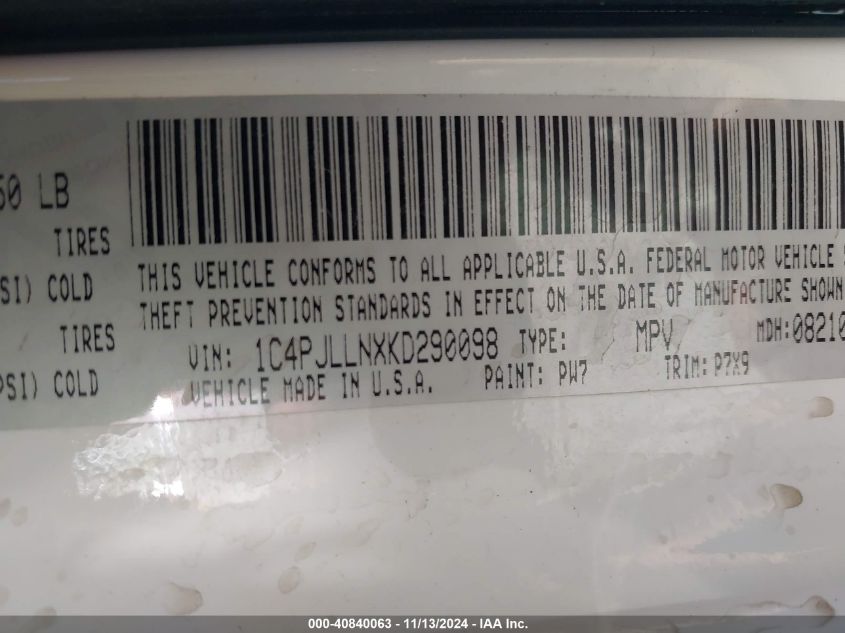 50 LB
TIRES
SI) COLD
TIRES
PSI) COLD
THIS VEHICLE CONFORMS TO ALL APPLICABLE U.S.A. FEDERAL MOTOR VEHICLE
THEFT PREVENTION STANDARDS IN EFFECT ON THE DATE OF MANUFACTURE SHOWN
VIN: 1C4PJLLNXKD290098 TYPE: MPV MDH: 08210
VEHICLE MADE IN U.S.A. PAINT: PW7 TRIM: P7X9
000-40840063 - 11/13/2024 - IAA Inc.